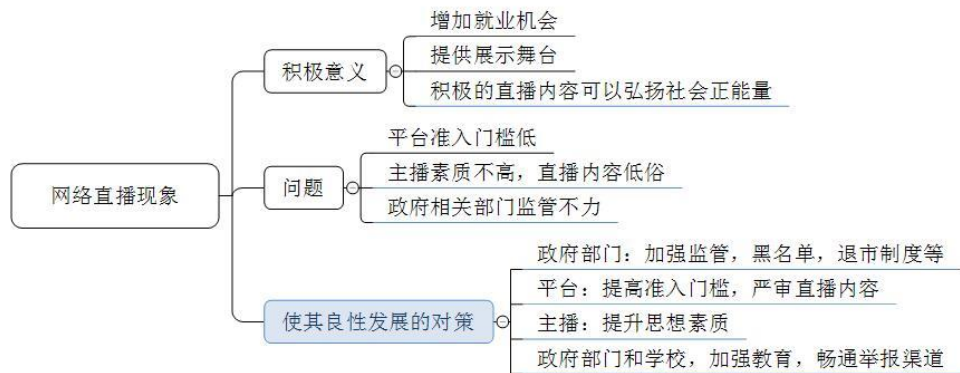 网络直播现象
积极意义
增加就业机会
提供展示舞台
积极的直播内容可以弘扬社会正能量
问题
平台准入门槛低
主播素质不高，直播内容低俗
政府相关部门监管不力
使其良性发展的对策
政府部门：加强监管，黑名单，退市制度等
平台：提高准入门槛，严审直播内容
主播：提升思想素质
政府部门和学校，加强教育，畅通举报渠道